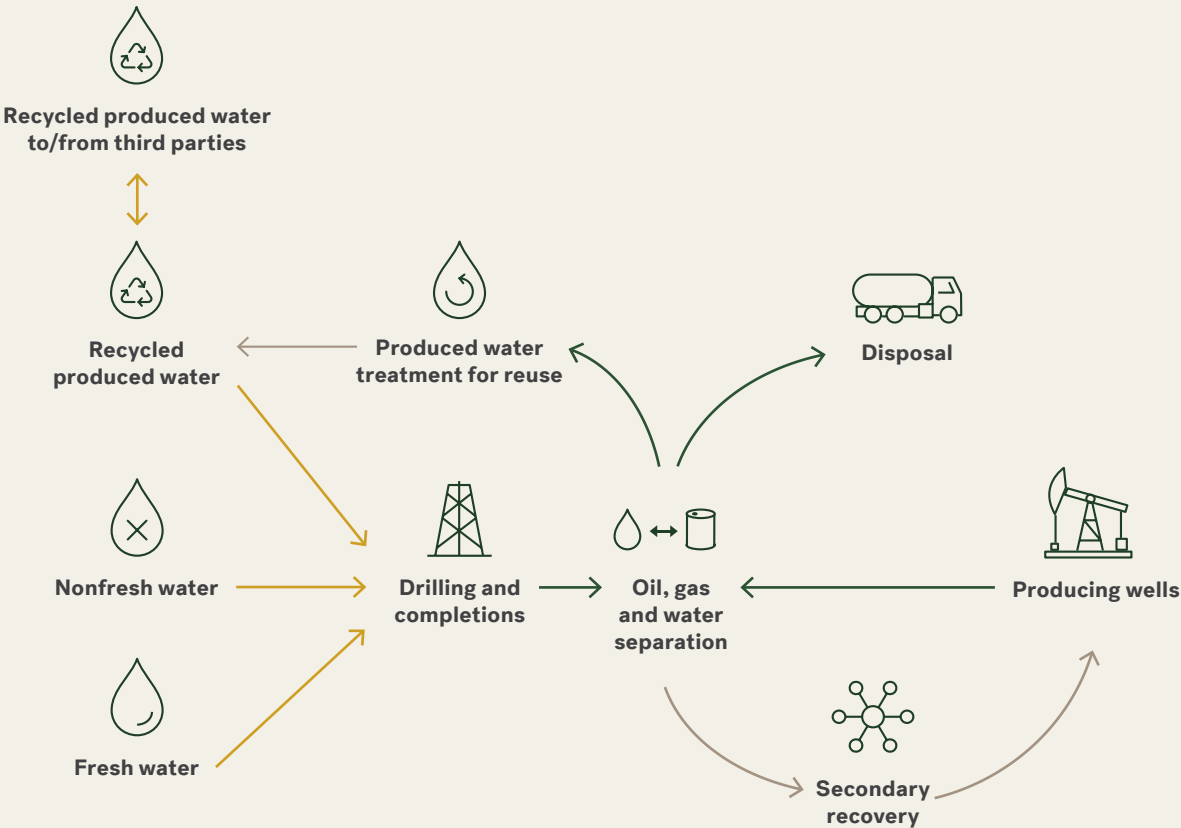 Recycled produced water
to/from third parties
Recycled
produced water
Produced water
treatment for reuse
Disposal
Nonfresh water
Drilling and
completions
Oil, gas
and water
separation
Producing wells
Fresh water
Secondary
recovery